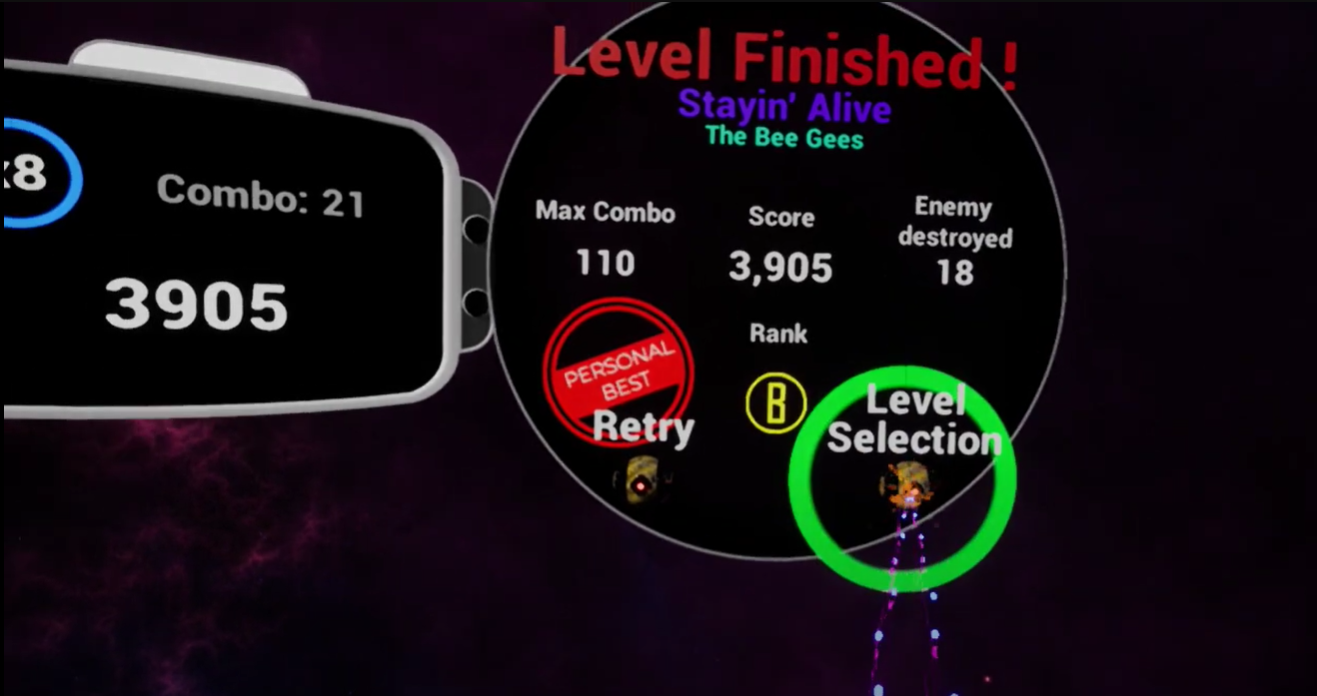 x8
Combo: 21
3905
Level Finished !
Stayin' Alive
The Bee Gees
Max Combo
110
Score
3,905
Enemy
destroyed
18
PERSONAL
BEST
Retry
Rank
B
Level
Selection